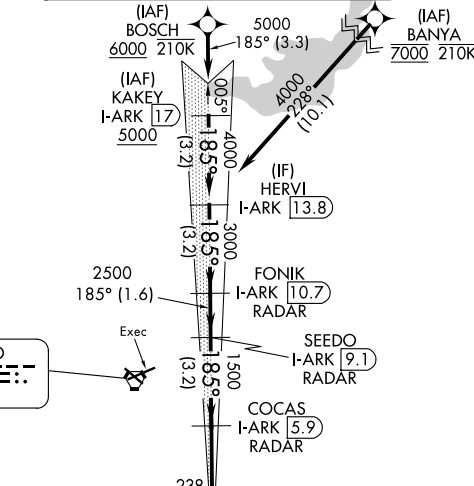 (IAF)
BOSCH
6000 210K
5000
185° (3.3)
(IAF)
BANYA
7000 210K
(IAF)
KAKEY
I-ARK 17
5000
005°
4000
185°
(3.2)
4000
228°
(10.1)
(IF)
HERVI
I-ARK 13.8
3000
185°
(3.2)
2500
185° (1.6)
FONIK
I-ARK 10.7
RADAR
Exec
SEEDO
I-ARK 9.1
RADAR
1500
185°
(3.2)
COCAS
I-ARK 5.9
RADAR
238